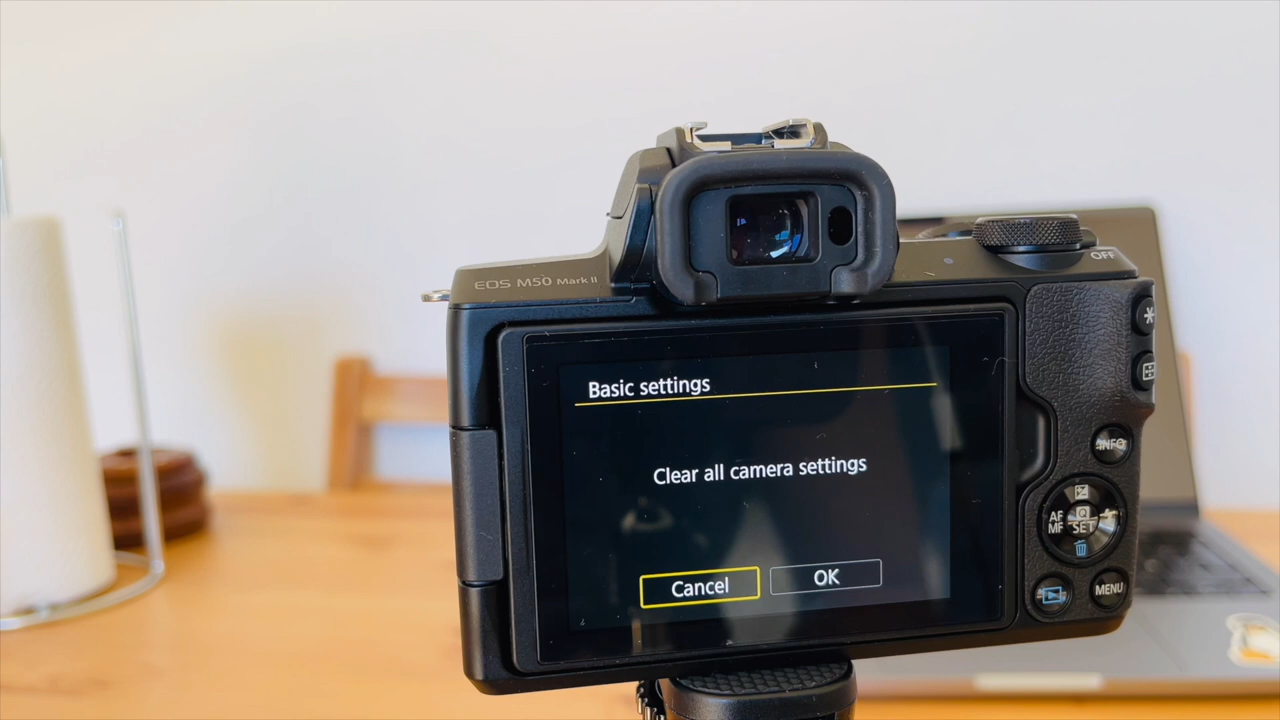 OFF
EOS M50 Mark II
Basic settings
Clear all camera settings
Cancel
OK
INFO
AF
MF
Q
SET
MENU